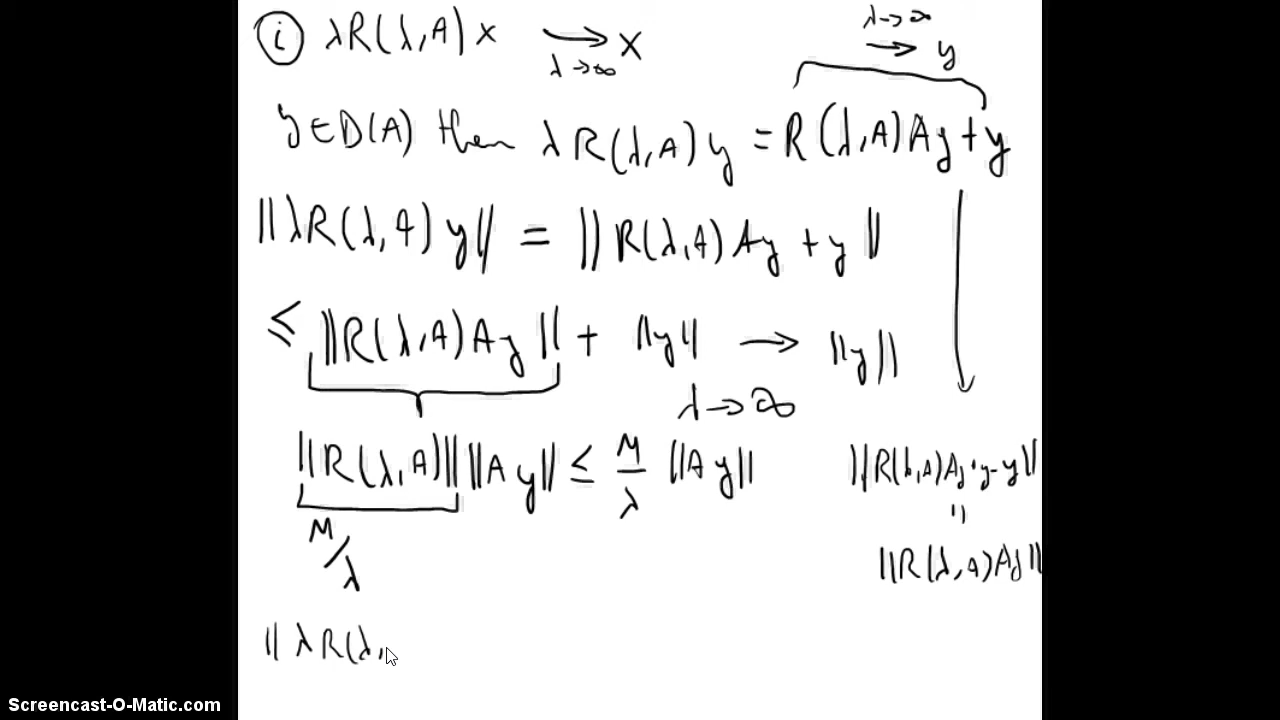 λ→∞
→ y
(i) λR(λ,A)x → x
λ→∞
y∈D(A) then λR(λ,A)y = R(λ,A)Ay+y
||λR(λ,A)y|| = ||R(λ,A)Ay + y||
≤ ||R(λ,A)Ay|| + ||y|| → ||y||
λ→∞
||R(λ,A)|| ||Ay|| ≤ M/λ ||Ay||
||R(λ,A)Ay+y-y||
M/λ
=
||R(λ,A)Ay||
|| λR(λ,
Screencast-O-Matic.com